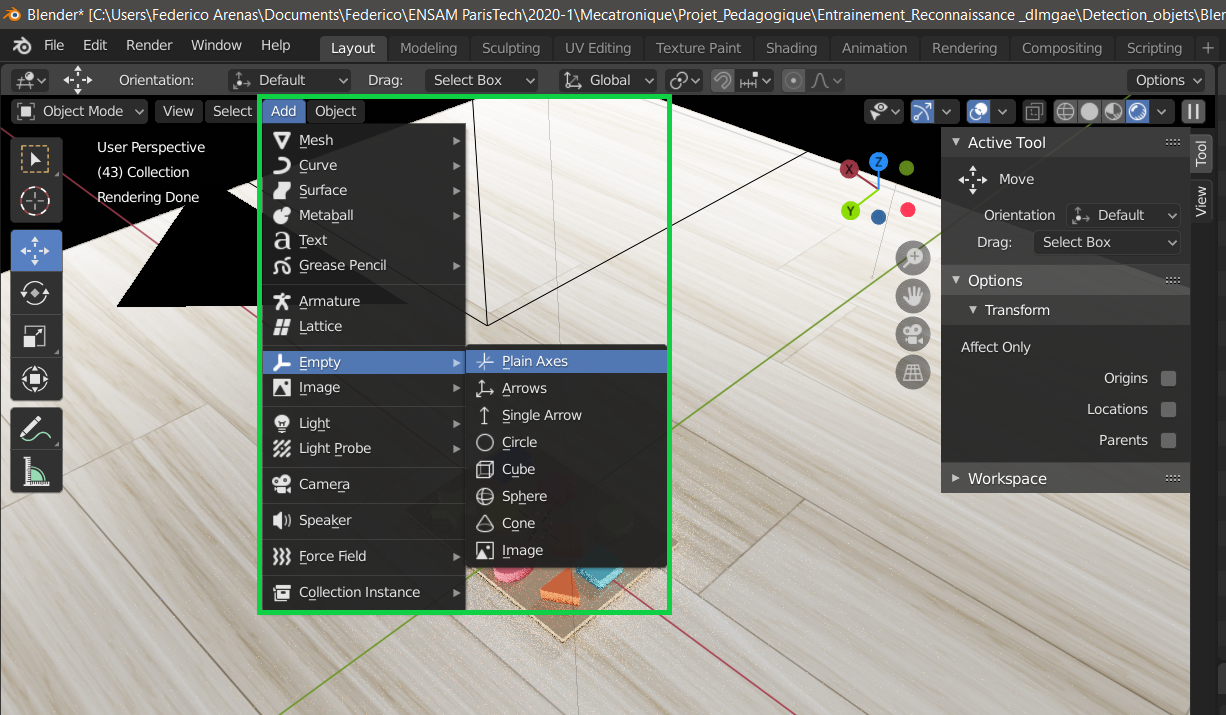 Blender* [C:\Users\Federico Arenas\Documents\Federico\ENSAM ParisTech\2020-1\Mecatronique\Projet_Pedagogique\Entrainement_Reconnaissance _dImgae\Detection_objets\Blen
File Edit Render Window Help Layout Modeling Sculpting UV Editing Texture Paint Shading Animation Rendering Compositing Scripting +
Orientation: Default Drag: Select Box Global Options
Object Mode View Select Add Object
User Perspective
(43) Collection
Rendering Done
Mesh
Curve
Surface
Metaball
Text
Grease Pencil
Armature
Lattice
Empty
Image
Light
Light Probe
Camera
Speaker
Force Field
Collection Instance
Plain Axes
Arrows
Single Arrow
Circle
Cube
Sphere
Cone
Image
X Z
Y
Active Tool
Move
Orientation Default
Drag: Select Box
Options
Transform
Affect Only
Origins
Locations
Parents
Workspace
Tool
View